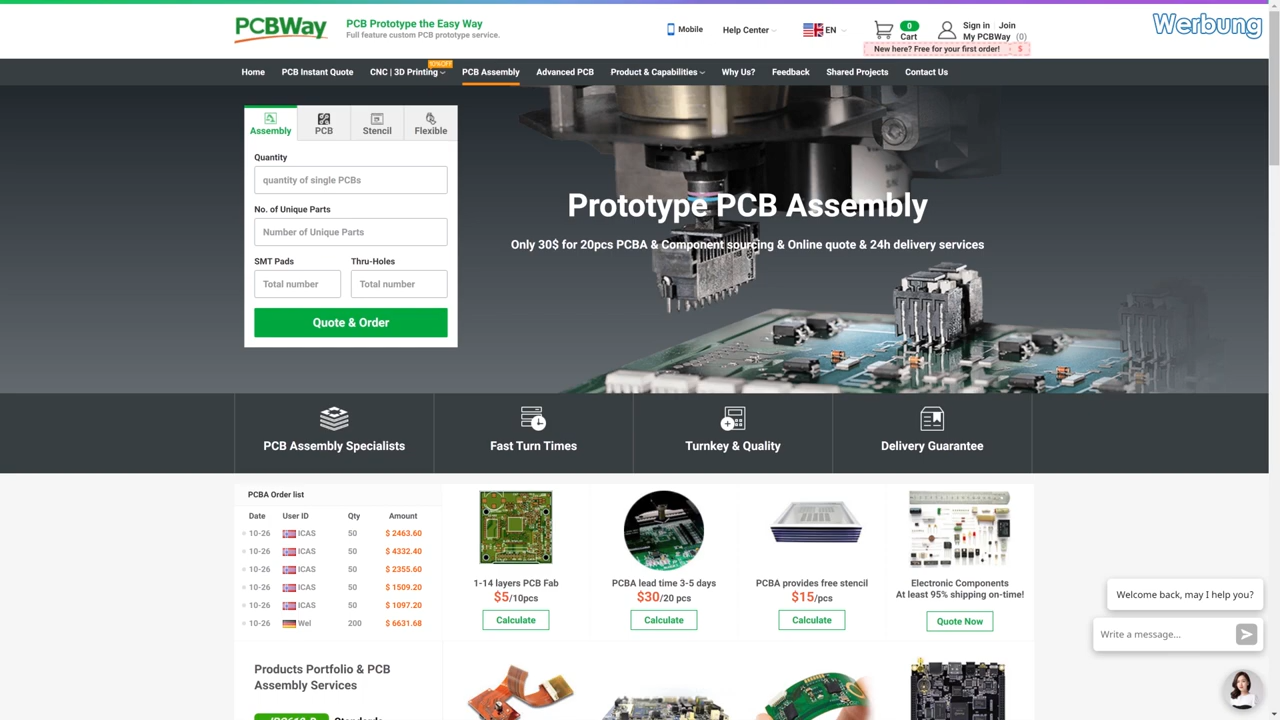 PCBWay
PCB Prototype the Easy Way
Full feature custom PCB prototype service.
Mobile
Help Center
EN
0
Cart
Sign in Join
My PCBWay (0)
New here? Free for your first order! $
Werbung
Home PCB Instant Quote CNC | 3D Printing PCB Assembly Advanced PCB Product & Capabilities Why Us? Feedback Shared Projects Contact Us
Assembly PCB Stencil Flexible
Quantity
quantity of single PCBs
No. of Unique Parts
Number of Unique Parts
SMT Pads Thru-Holes
Total number Total number
Quote & Order
Prototype PCB Assembly
Only 30$ for 20pcs PCBA & Component sourcing & Online quote & 24h delivery services
PCB Assembly Specialists
Fast Turn Times
Turnkey & Quality
Delivery Guarantee
PCBA Order list
Date User ID Qty Amount
10-26 ICAS 50 $ 2463.60
10-26 ICAS 50 $ 4332.40
10-26 ICAS 50 $ 2355.60
10-26 ICAS 50 $ 1509.20
10-26 ICAS 50 $ 1097.20
10-26 Wel 200 $ 6631.68
1-14 layers PCB Fab
$5/10pcs
Calculate
PCBA lead time 3-5 days
$30/20 pcs
Calculate
PCBA provides free stencil
$15/pcs
Calculate
Electronic Components
At least 95% shipping on-time!
Quote Now
Welcome back, may I help you?
Write a message...
Products Portfolio & PCB
Assembly Services